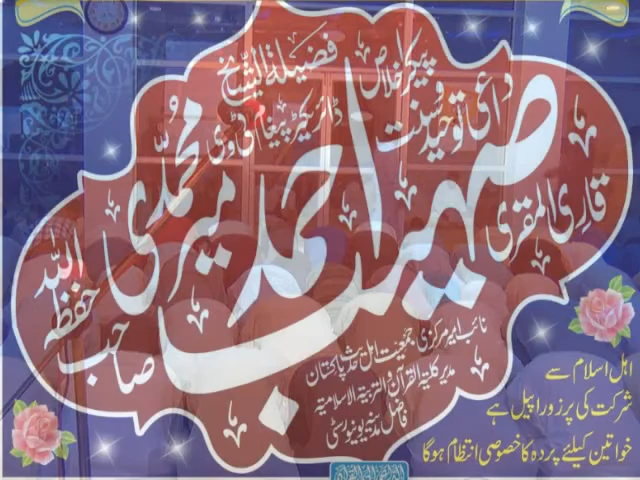 فضیلۃ الشیخ
پیکر اخلاص
داعی توحید و سنت
ڈائریکٹر پیغام ٹی وی
قاری المقری
صہیب احمد میر محمدی
صاحب
حفظہ اللہ
نائب امیر مرکزی جمعیت اہل حدیث پاکستان
مدیر کلیۃ القرآن والتربیۃ الاسلامیۃ
فاضل مدینہ یونیورسٹی
اہل اسلام سے
شرکت کی پرزور اپیل ہے
خواتین کیلئے پردہ کا خصوصی انتظام ہوگا